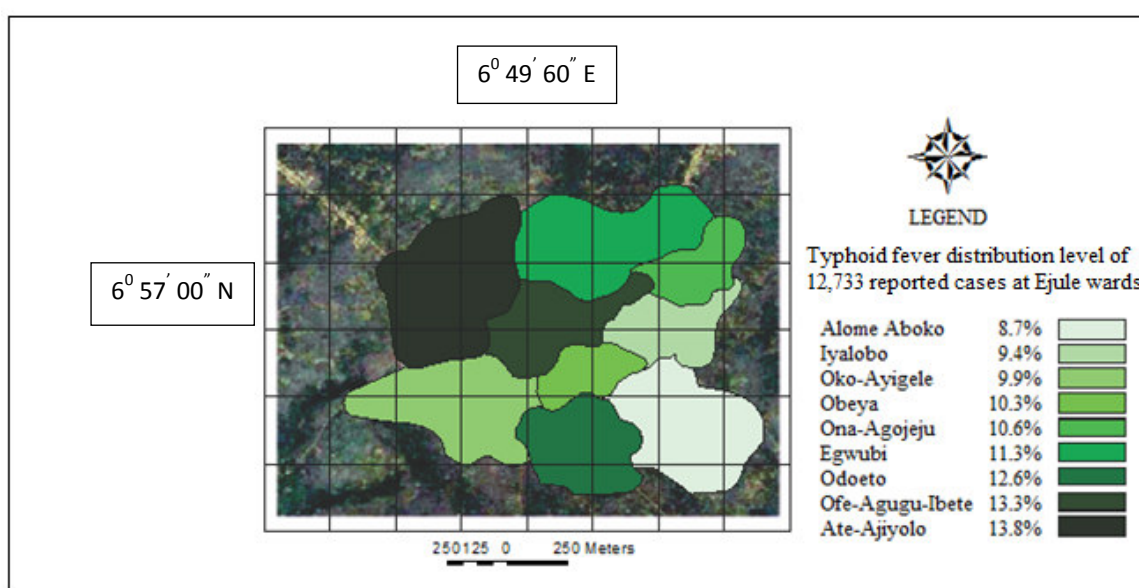 6⁰ 49′ 60″ E
6⁰ 57′ 00″ N
LEGEND
Typhoid fever distribution level of
12,733 reported cases at Ejule wards
Alome Aboko 8.7%
Iyalobo 9.4%
Oko-Ayigele 9.9%
Obeya 10.3%
Ona-Agojeju 10.6%
Egwubi 11.3%
Odoeto 12.6%
Ofe-Agugu-Ibete 13.3%
Ate-Ajiyolo 13.8%
250125 0 250 Meters